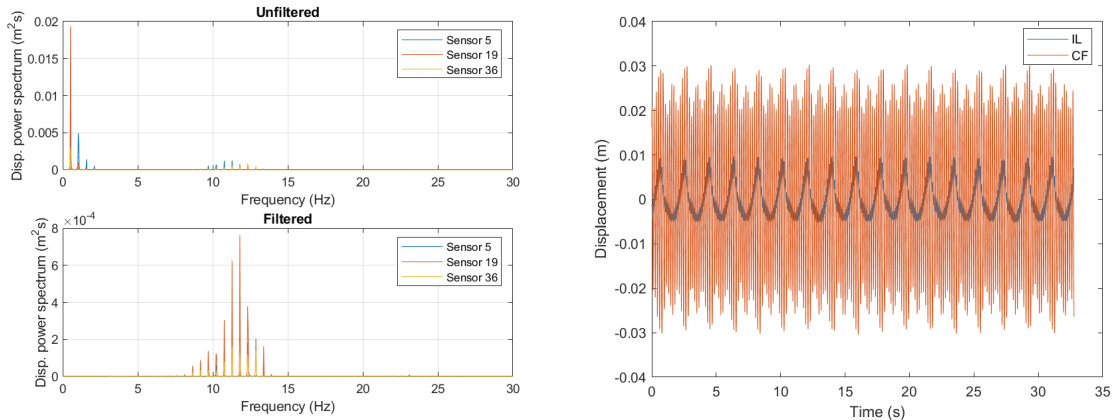 Unfiltered
Disp. power spectrum (m²s)
0.02
0.015
0.01
0.005
0
0 5 10 15 20 25 30
Frequency (Hz)
Sensor 5
Sensor 19
Sensor 36
Filtered
×10⁻⁴
Disp. power spectrum (m²s)
8
6
4
2
0
0 5 10 15 20 25 30
Frequency (Hz)
Sensor 5
Sensor 19
Sensor 36
Displacement (m)
0.04
0.03
0.02
0.01
0
-0.01
-0.02
-0.03
-0.04
0 5 10 15 20 25 30 35
Time (s)
IL
CF